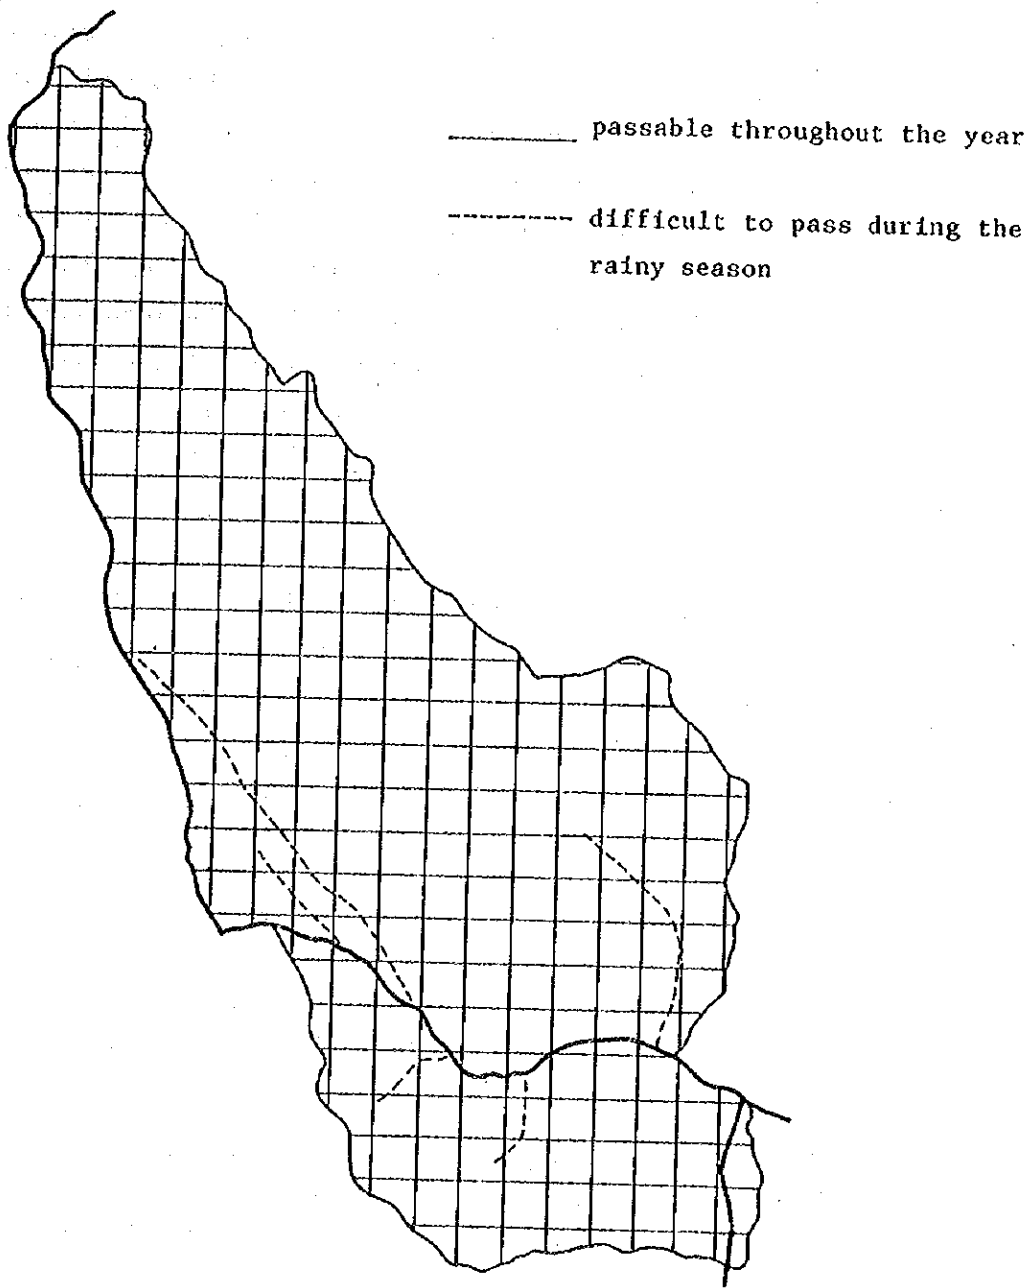 passable throughout the year
difficult to pass during the
rainy season